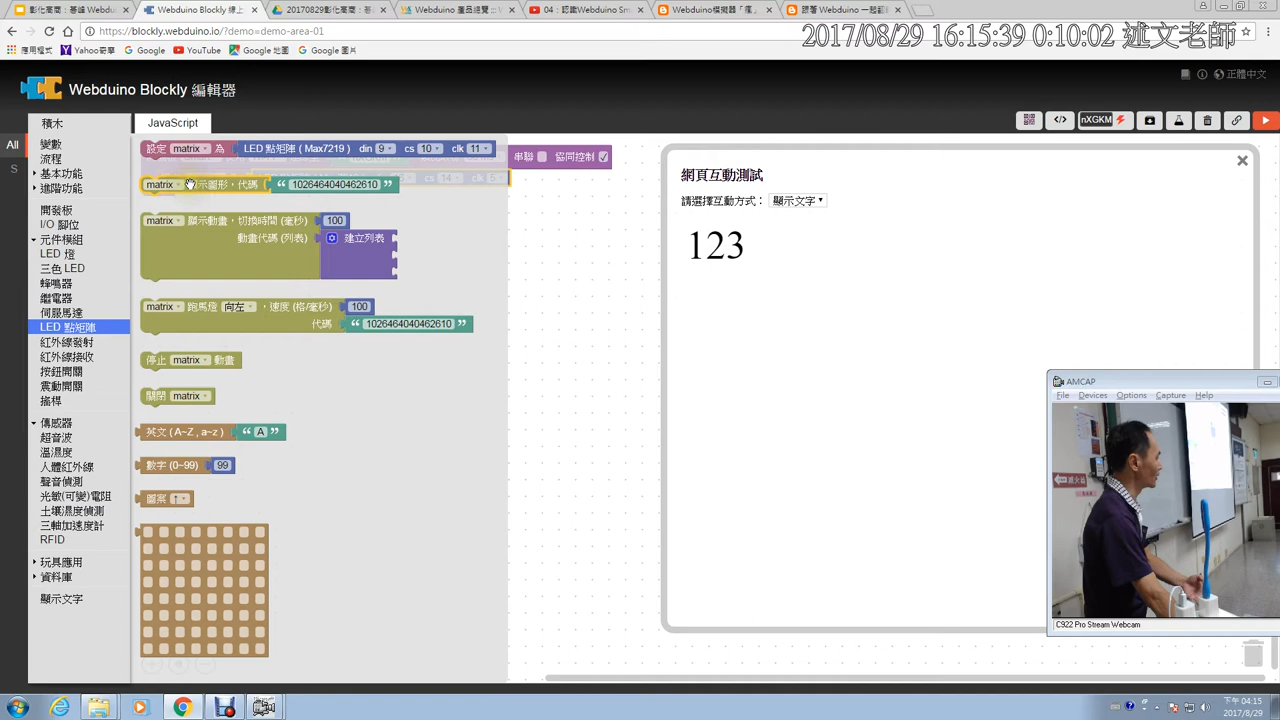 彰化高商：基峰 Webduino
Webduino Blockly 線上
20170829彰化高商：基
Webduino 產品總覽 :: W
04：認識Webduino Sm
Webduino模擬器「雁」
跟著 Webduino 一起翻
https://blockly.webduino.io/?demo=demo-area-01
2017/08/29 16:15:39 0:10:02 述文老師
應用程式 Yahoo奇摩 Google YouTube Google 地圖 Google 圖片
Webduino Blockly 編輯器
正體中文
積木
JavaScript
nXGKM
All
S
變數
流程
基本功能
進階功能
開發板
I/O 腳位
元件模組
LED 燈
三色 LED
蜂鳴器
繼電器
伺服馬達
LED 點矩陣
紅外線發射
紅外線接收
按鈕開關
震動開關
搖桿
傳感器
超音波
溫濕度
人體紅外線
聲音偵測
光敏(可變)電阻
土壤濕度偵測
三軸加速度計
RFID
玩具應用
資料庫
顯示文字
設定 matrix 為 LED 點矩陣 ( Max7219 ) din 9 cs 10 clk 11
串聯 協同控制
cs 14 clk 5
matrix 顯示圖形，代碼 “ 1026464040462610 ”
matrix 顯示動畫，切換時間 (毫秒) 100
動畫代碼 (列表) 建立列表
matrix 跑馬燈 向左 ，速度 (格/毫秒) 100
代碼 “ 1026464040462610 ”
停止 matrix 動畫
關閉 matrix
英文 ( A~Z , a~z ) “ A ”
數字 (0~99) 99
圖案 ↑
網頁互動測試
請選擇互動方式： 顯示文字
123
AMCAP
File Devices Options Capture Help
C922 Pro Stream Webcam
下午 04:15
2017/8/29